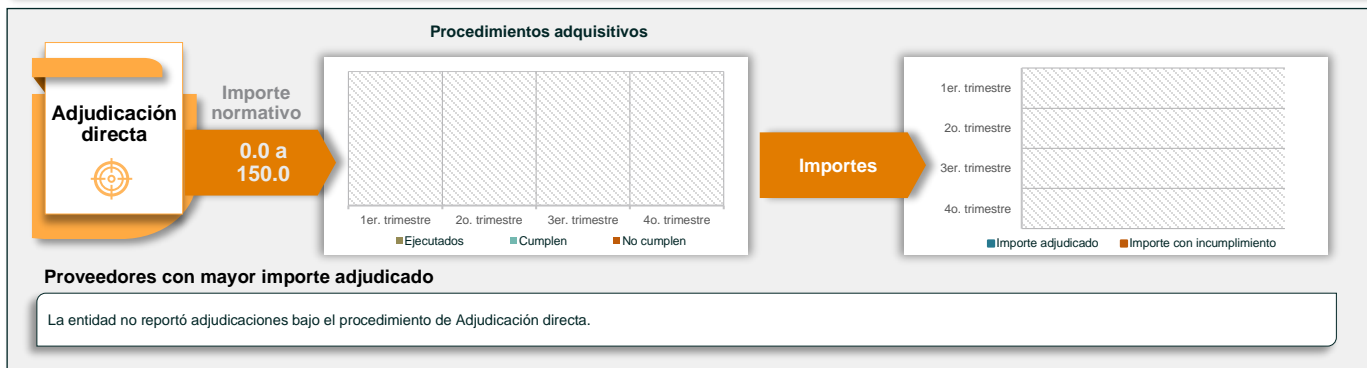 Procedimientos adquisitivos
Adjudicación
directa
Importe
normativo
0.0 a
150.0
1er. trimestre 2o. trimestre 3er. trimestre 4o. trimestre
Ejecutados Cumplen No cumplen
Importes
1er. trimestre
2o. trimestre
3er. trimestre
4o. trimestre
Importe adjudicado Importe con incumplimiento
Proveedores con mayor importe adjudicado
La entidad no reportó adjudicaciones bajo el procedimiento de Adjudicación directa.